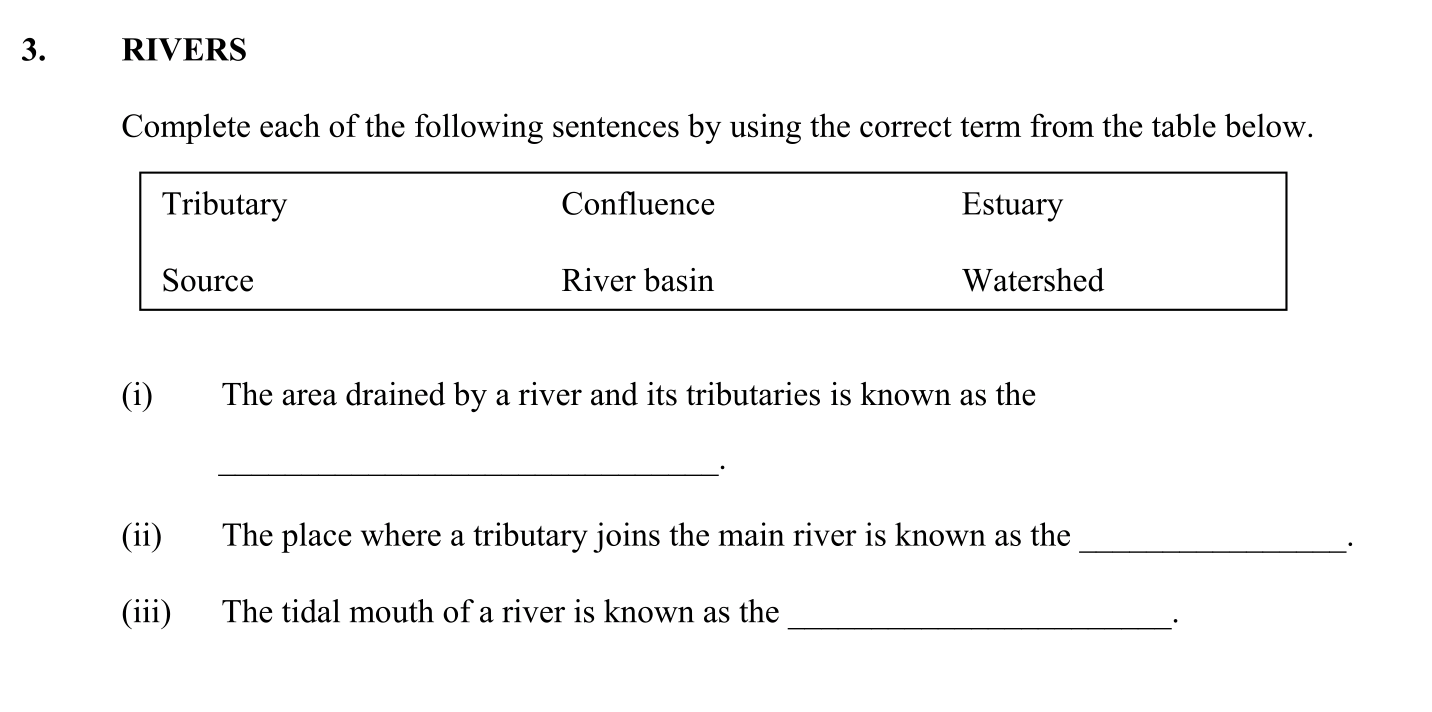 3. RIVERS
Complete each of the following sentences by using the correct term from the table below.
Tributary Confluence Estuary
Source River basin Watershed
(i) The area drained by a river and its tributaries is known as the
______________________________.
(ii) The place where a tributary joins the main river is known as the ________________.
(iii) The tidal mouth of a river is known as the _______________________.